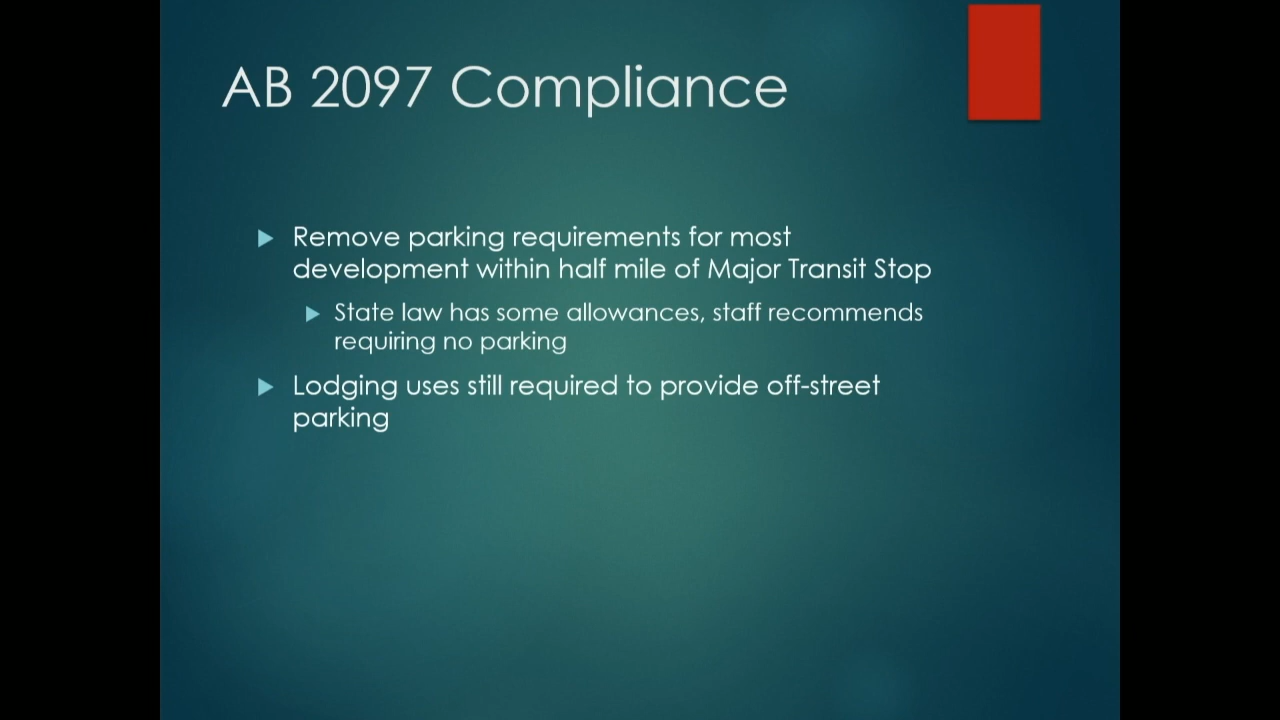 AB 2097 Compliance
Remove parking requirements for most
development within half mile of Major Transit Stop
State law has some allowances, staff recommends
requiring no parking
Lodging uses still required to provide off-street
parking